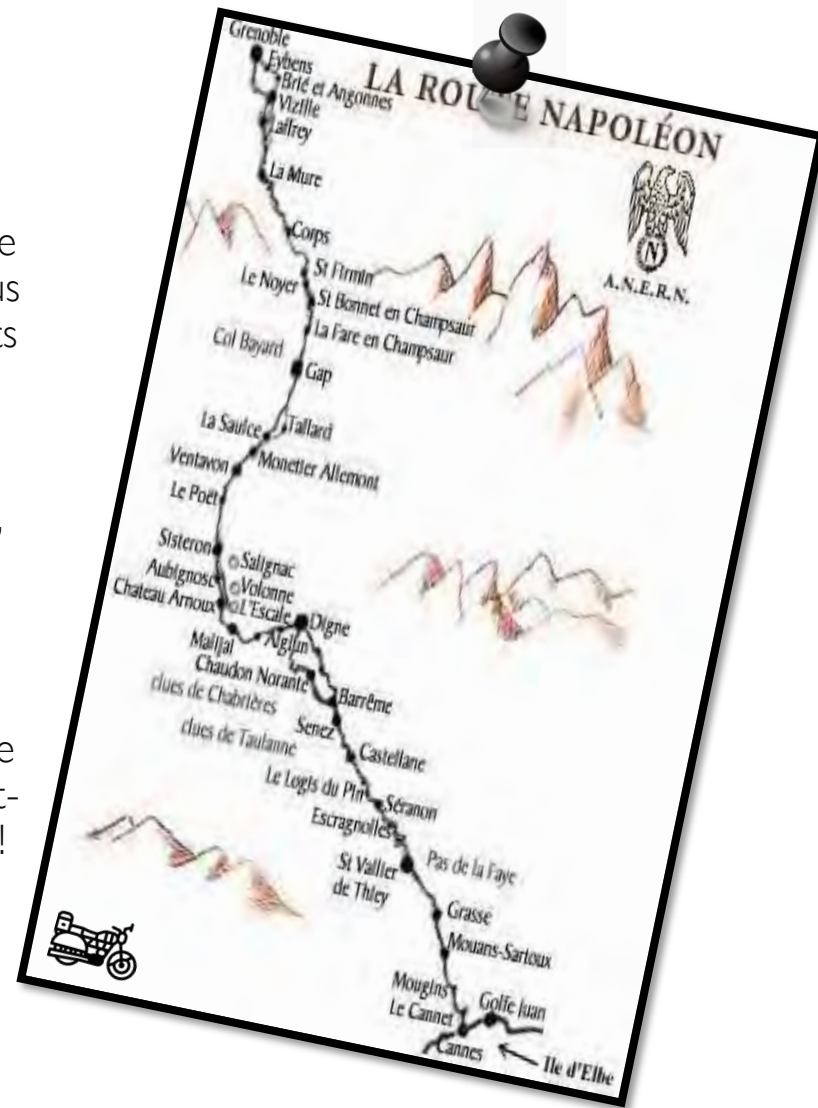 e
us
ts
,
e
t-
!
LA ROUTE NAPOLÉON
N
A.N.E.R.N.
Grenoble
Eybens
Brié et Angonnes
Vizille
Laffrey
La Mure
Corps
St Firmin
Le Noyer
St Bonnet en Champsaur
La Fare en Champsaur
Col Bayard
Gap
Tallard
La Saulce
Monetier Allemont
Ventavon
Le Poët
Sisteron
Salignac
Aubignosc
Volonne
Chateau Arnoux
L'Escale
Digne
Mallijai
Aiglun
Chaudon Norante
clues de Chabrières
Barrême
Senez
clues de Taulanne
Castellane
Le Logis du Pin
Séranon
Escragnolles
Pas de la Faye
St Vallier
de Thiey
Grasse
Mouans-Sartoux
Mougins
Le Cannet
Golfe Juan
Cannes
Ile d'Elbe